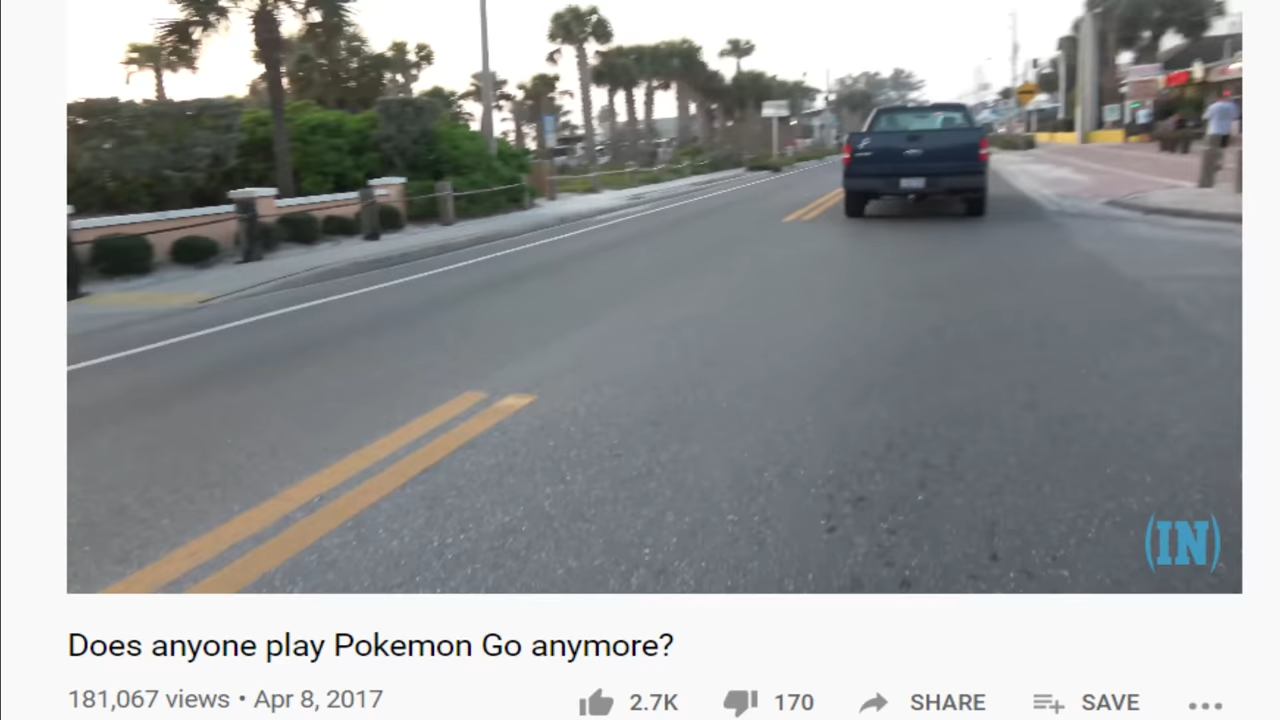 (IN)
Does anyone play Pokemon Go anymore?
181,067 views • Apr 8, 2017 2.7K 170 SHARE SAVE